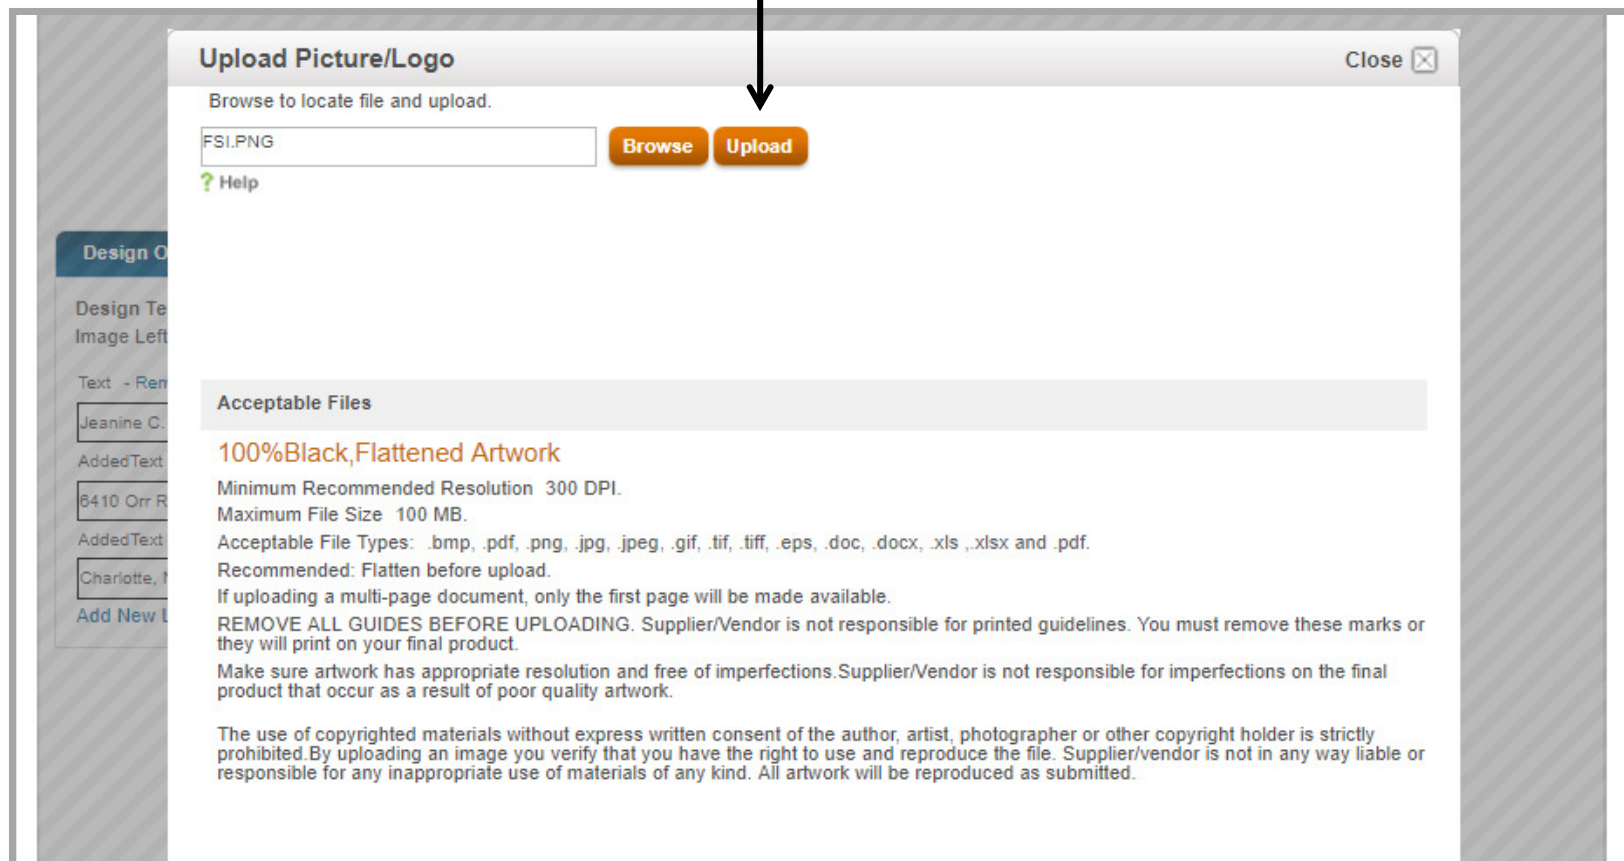 Upload Picture/Logo
Close
Browse to locate file and upload.
FSI.PNG
Browse
Upload
? Help
Design O
Design Te
Image Left
Text - Rem
Jeanine C.
AddedText
6410 Orr R
AddedText
Charlotte, N
Add New L
Acceptable Files
100%Black,Flattened Artwork
Minimum Recommended Resolution 300 DPI.
Maximum File Size 100 MB.
Acceptable File Types: .bmp, .pdf, .png, .jpg, .jpeg, .gif, .tif, .tiff, .eps, .doc, .docx, .xls ,.xlsx and .pdf.
Recommended: Flatten before upload.
If uploading a multi-page document, only the first page will be made available.
REMOVE ALL GUIDES BEFORE UPLOADING. Supplier/Vendor is not responsible for printed guidelines. You must remove these marks or
they will print on your final product.
Make sure artwork has appropriate resolution and free of imperfections.Supplier/Vendor is not responsible for imperfections on the final
product that occur as a result of poor quality artwork.
The use of copyrighted materials without express written consent of the author, artist, photographer or other copyright holder is strictly
prohibited.By uploading an image you verify that you have the right to use and reproduce the file. Supplier/vendor is not in any way liable or
responsible for any inappropriate use of materials of any kind. All artwork will be reproduced as submitted.